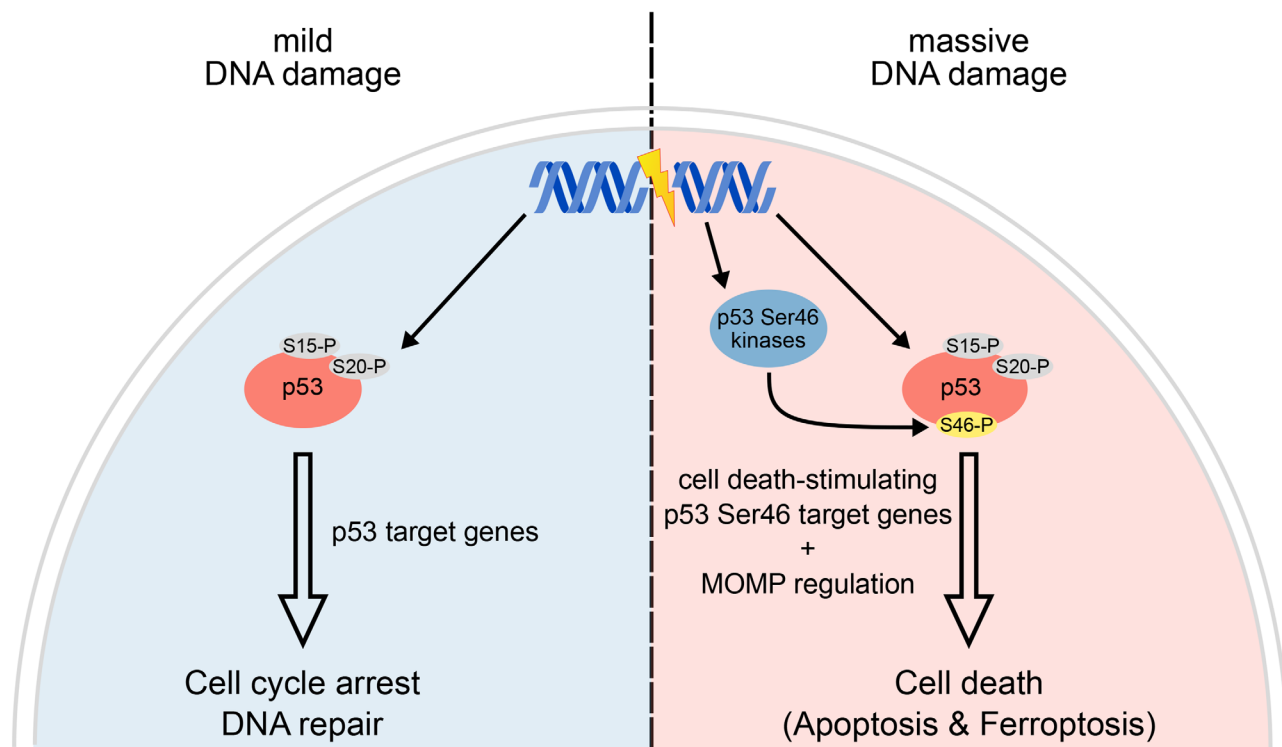 mild
DNA damage
massive
DNA damage
S15-P
S20-P
p53
p53 target genes
Cell cycle arrest
DNA repair
p53 Ser46
kinases
S15-P
S20-P
p53
S46-P
cell death-stimulating
p53 Ser46 target genes
+
MOMP regulation
Cell death
(Apoptosis & Ferroptosis)